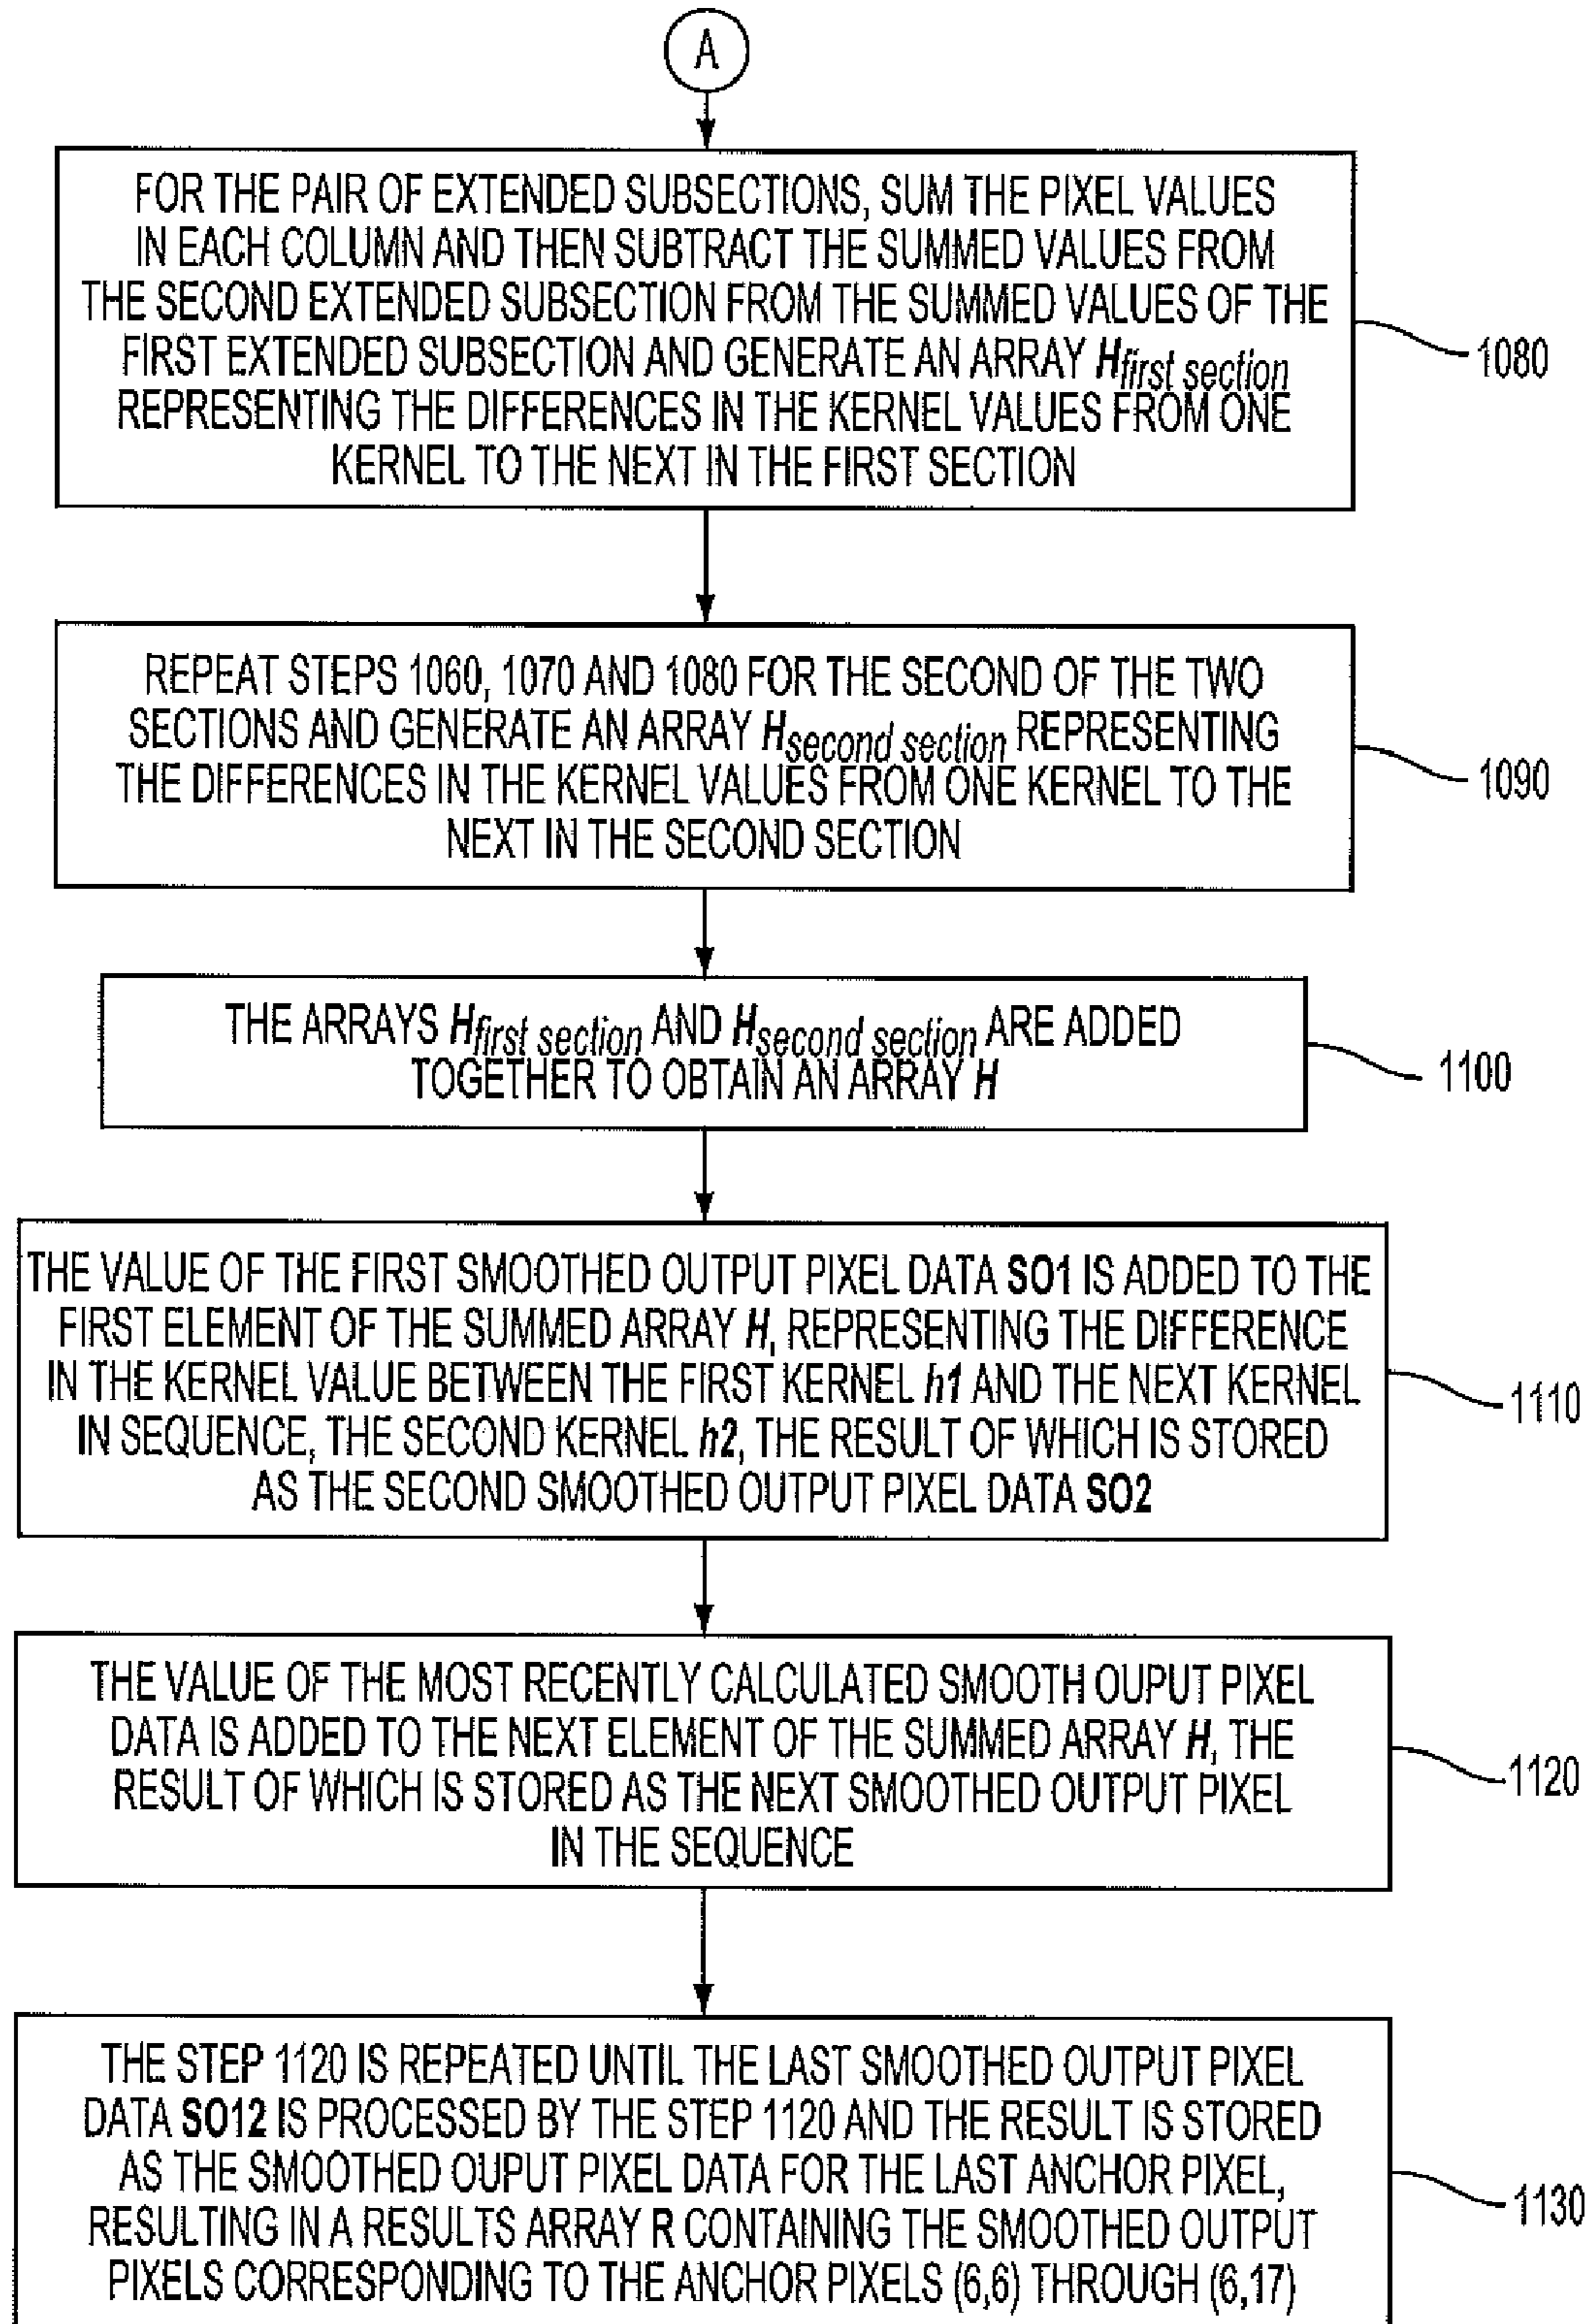 A
FOR THE PAIR OF EXTENDED SUBSECTIONS, SUM THE PIXEL VALUES
IN EACH COLUMN AND THEN SUBTRACT THE SUMMED VALUES FROM
THE SECOND EXTENDED SUBSECTION FROM THE SUMMED VALUES OF THE
FIRST EXTENDED SUBSECTION AND GENERATE AN ARRAY Hfirst section
REPRESENTING THE DIFFERENCES IN THE KERNEL VALUES FROM ONE
KERNEL TO THE NEXT IN THE FIRST SECTION
1080
REPEAT STEPS 1060, 1070 AND 1080 FOR THE SECOND OF THE TWO
SECTIONS AND GENERATE AN ARRAY Hsecond section REPRESENTING
THE DIFFERENCES IN THE KERNEL VALUES FROM ONE KERNEL TO THE
NEXT IN THE SECOND SECTION
1090
THE ARRAYS Hfirst section AND Hsecond section ARE ADDED
TOGETHER TO OBTAIN AN ARRAY H
1100
THE VALUE OF THE FIRST SMOOTHED OUTPUT PIXEL DATA SO1 IS ADDED TO THE
FIRST ELEMENT OF THE SUMMED ARRAY H, REPRESENTING THE DIFFERENCE
IN THE KERNEL VALUE BETWEEN THE FIRST KERNEL h1 AND THE NEXT KERNEL
IN SEQUENCE, THE SECOND KERNEL h2, THE RESULT OF WHICH IS STORED
AS THE SECOND SMOOTHED OUTPUT PIXEL DATA SO2
1110
THE VALUE OF THE MOST RECENTLY CALCULATED SMOOTH OUPUT PIXEL
DATA IS ADDED TO THE NEXT ELEMENT OF THE SUMMED ARRAY H, THE
RESULT OF WHICH IS STORED AS THE NEXT SMOOTHED OUTPUT PIXEL
IN THE SEQUENCE
1120
THE STEP 1120 IS REPEATED UNTIL THE LAST SMOOTHED OUTPUT PIXEL
DATA SO12 IS PROCESSED BY THE STEP 1120 AND THE RESULT IS STORED
AS THE SMOOTHED OUPUT PIXEL DATA FOR THE LAST ANCHOR PIXEL,
RESULTING IN A RESULTS ARRAY R CONTAINING THE SMOOTHED OUTPUT
PIXELS CORRESPONDING TO THE ANCHOR PIXELS (6,6) THROUGH (6,17)
1130